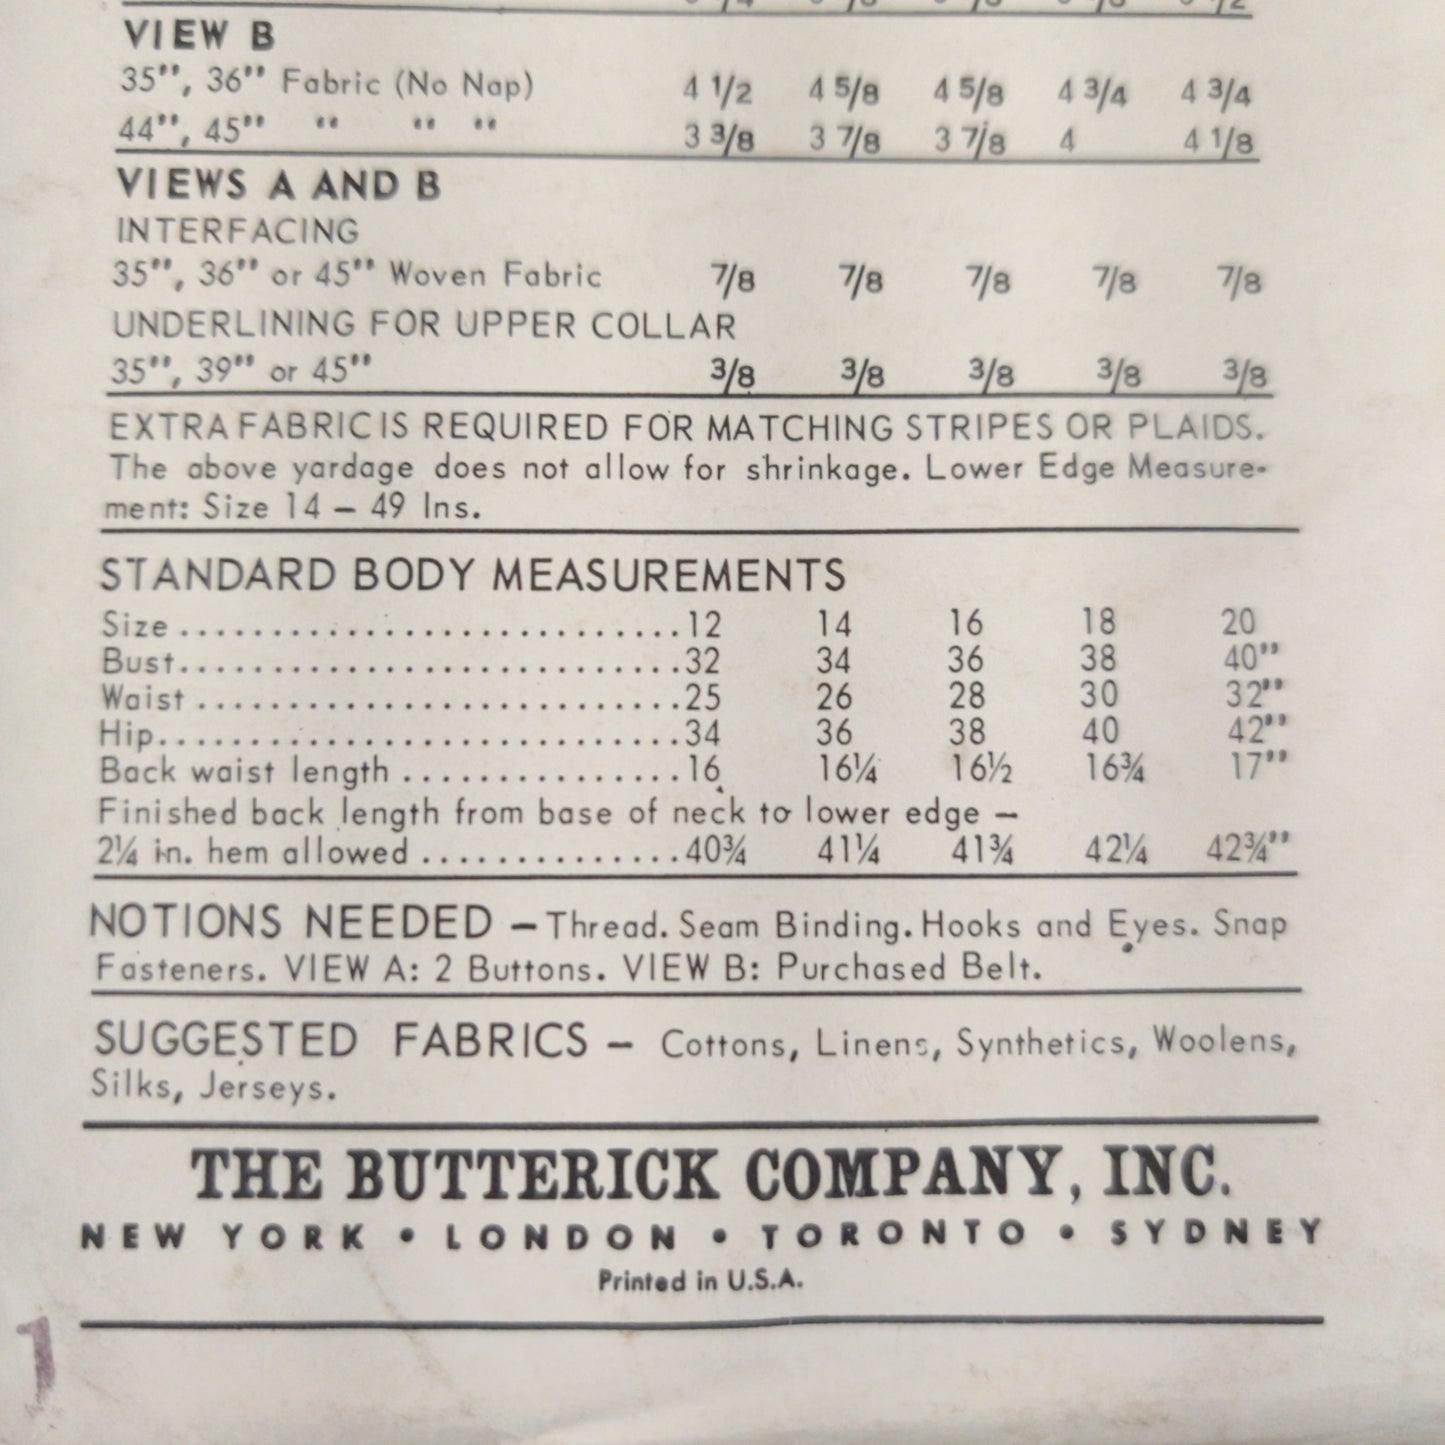 VIEW B
35", 36" Fabric (No Nap) 4 1/2 4 5/8 4 5/8 4 3/4 4 3/4
44", 45" " " " 3 3/8 3 7/8 3 7/8 4 4 1/8
VIEWS A AND B
INTERFACING
35", 36" or 45" Woven Fabric 7/8 7/8 7/8 7/8 7/8
UNDERLINING FOR UPPER COLLAR
35", 39" or 45" 3/8 3/8 3/8 3/8 3/8
EXTRA FABRIC IS REQUIRED FOR MATCHING STRIPES OR PLAIDS.
The above yardage does not allow for shrinkage. Lower Edge Measure-
ment: Size 14 – 49 Ins.
STANDARD BODY MEASUREMENTS
Size ............................12 14 16 18 20
Bust.............................32 34 36 38 40"
Waist ...........................25 26 28 30 32"
Hip..............................34 36 38 40 42"
Back waist length ................16 16¼ 16½ 16¾ 17"
Finished back length from base of neck to lower edge –
2¼ in. hem allowed ...............40¾ 41¼ 41¾ 42¼ 42¾"
NOTIONS NEEDED – Thread. Seam Binding. Hooks and Eyes. Snap
Fasteners. VIEW A: 2 Buttons. VIEW B: Purchased Belt.
SUGGESTED FABRICS – Cottons, Linens, Synthetics, Woolens,
Silks, Jerseys.
THE BUTTERICK COMPANY, INC.
NEW YORK • LONDON • TORONTO • SYDNEY
Printed in U.S.A.
1